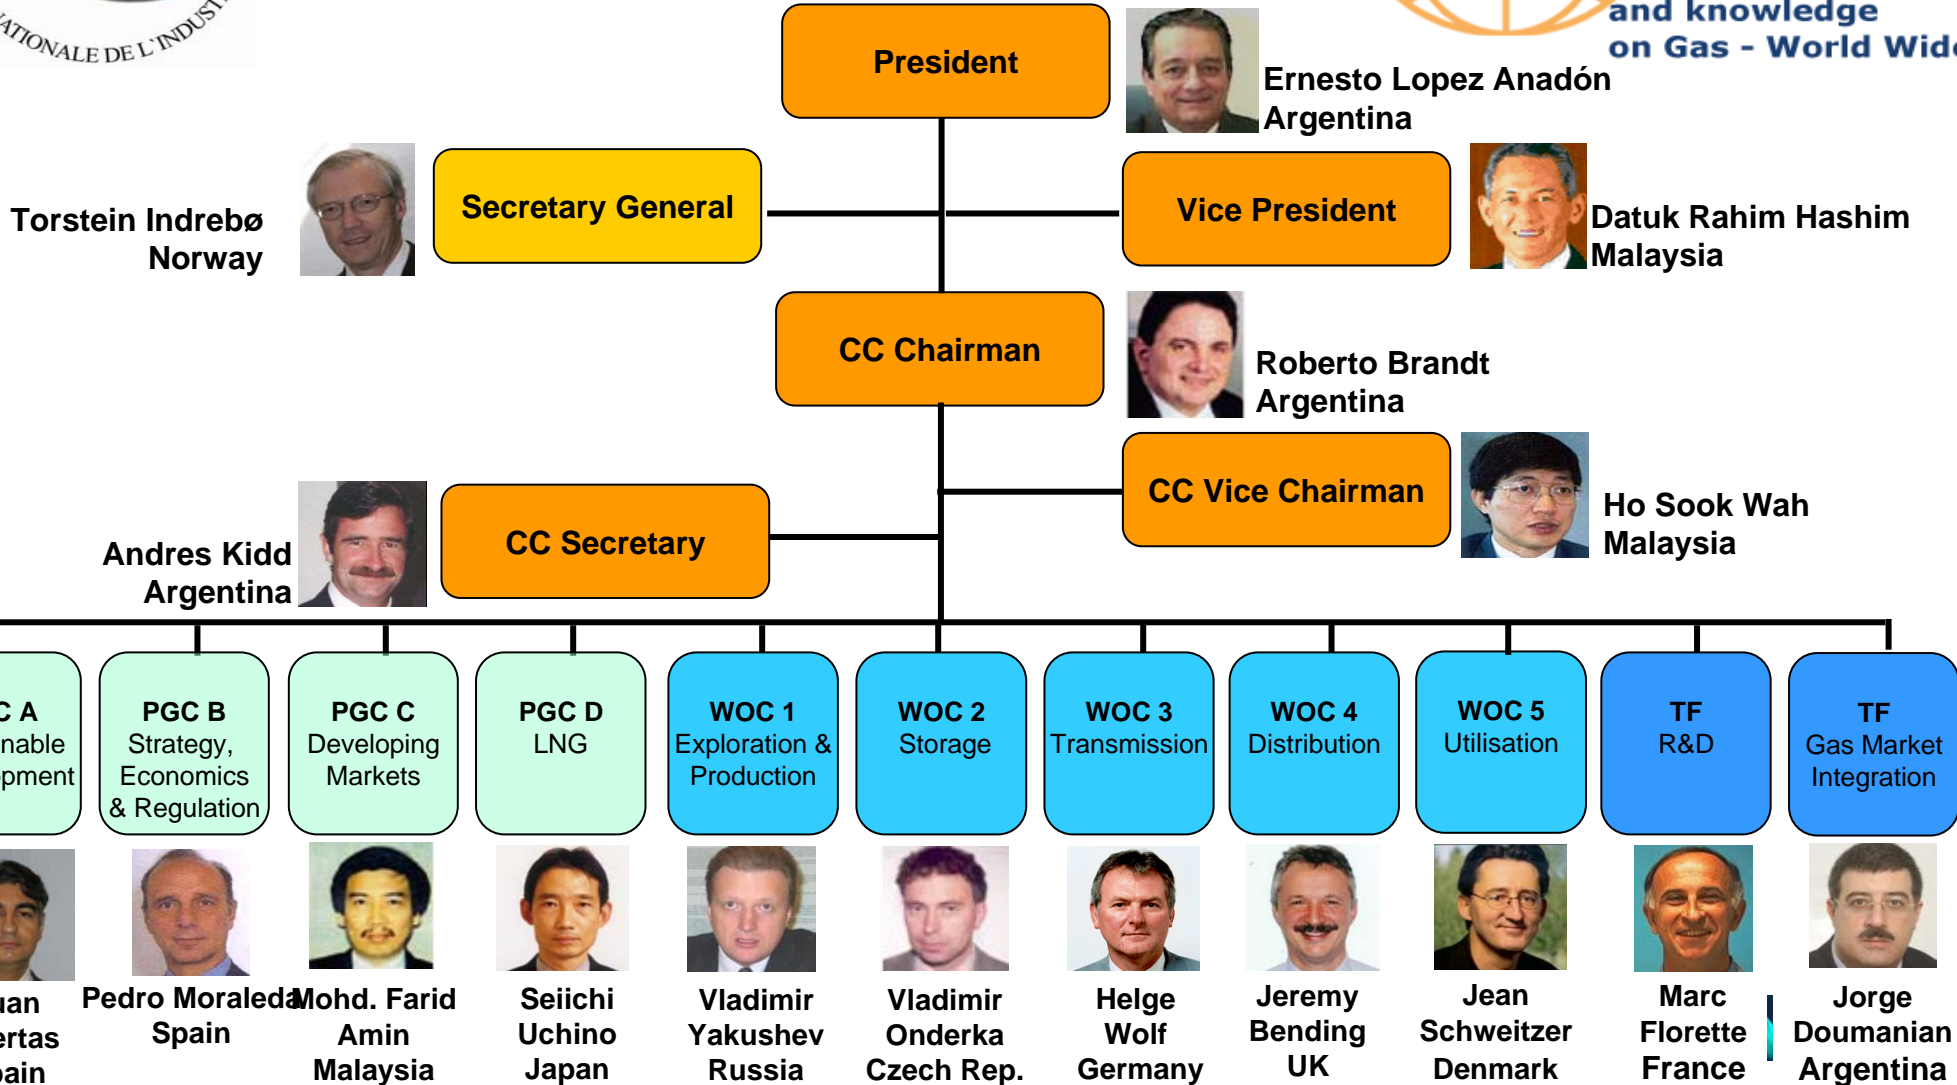 NATIONALE DE L'INDUST
and knowledge
on Gas - World Wide
President
Ernesto Lopez Anadón
Argentina
Torstein Indrebø
Norway
Secretary General
Vice President
Datuk Rahim Hashim
Malaysia
CC Chairman
Roberto Brandt
Argentina
CC Vice Chairman
Ho Sook Wah
Malaysia
Andres Kidd
Argentina
CC Secretary
C A
nable
pment
PGC B
Strategy,
Economics
& Regulation
PGC C
Developing
Markets
PGC D
LNG
WOC 1
Exploration &
Production
WOC 2
Storage
WOC 3
Transmission
WOC 4
Distribution
WOC 5
Utilisation
TF
R&D
TF
Gas Market
Integration
uan
ertas
pain
Pedro Moraleda
Spain
Mohd. Farid
Amin
Malaysia
Seiichi
Uchino
Japan
Vladimir
Yakushev
Russia
Vladimir
Onderka
Czech Rep.
Helge
Wolf
Germany
Jeremy
Bending
UK
Jean
Schweitzer
Denmark
Marc
Florette
France
Jorge
Doumanian
Argentina